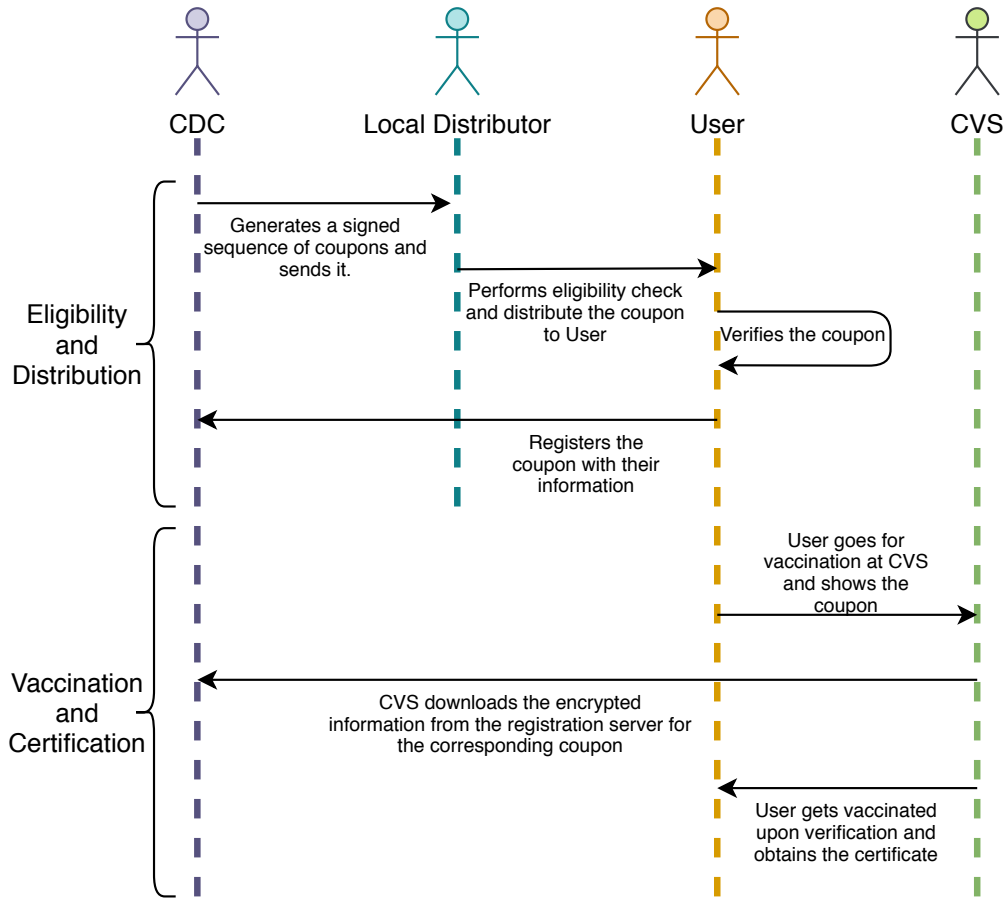 CDC
Local Distributor
User
CVS
Generates a signed
sequence of coupons and
sends it.
Performs eligibility check
and distribute the coupon
to User
Verifies the coupon
Eligibility
and
Distribution
Registers the
coupon with their
information
User goes for
vaccination at CVS
and shows the
coupon
Vaccination
and
Certification
CVS downloads the encrypted
information from the registration server for
the corresponding coupon
User gets vaccinated
upon verification and
obtains the certificate